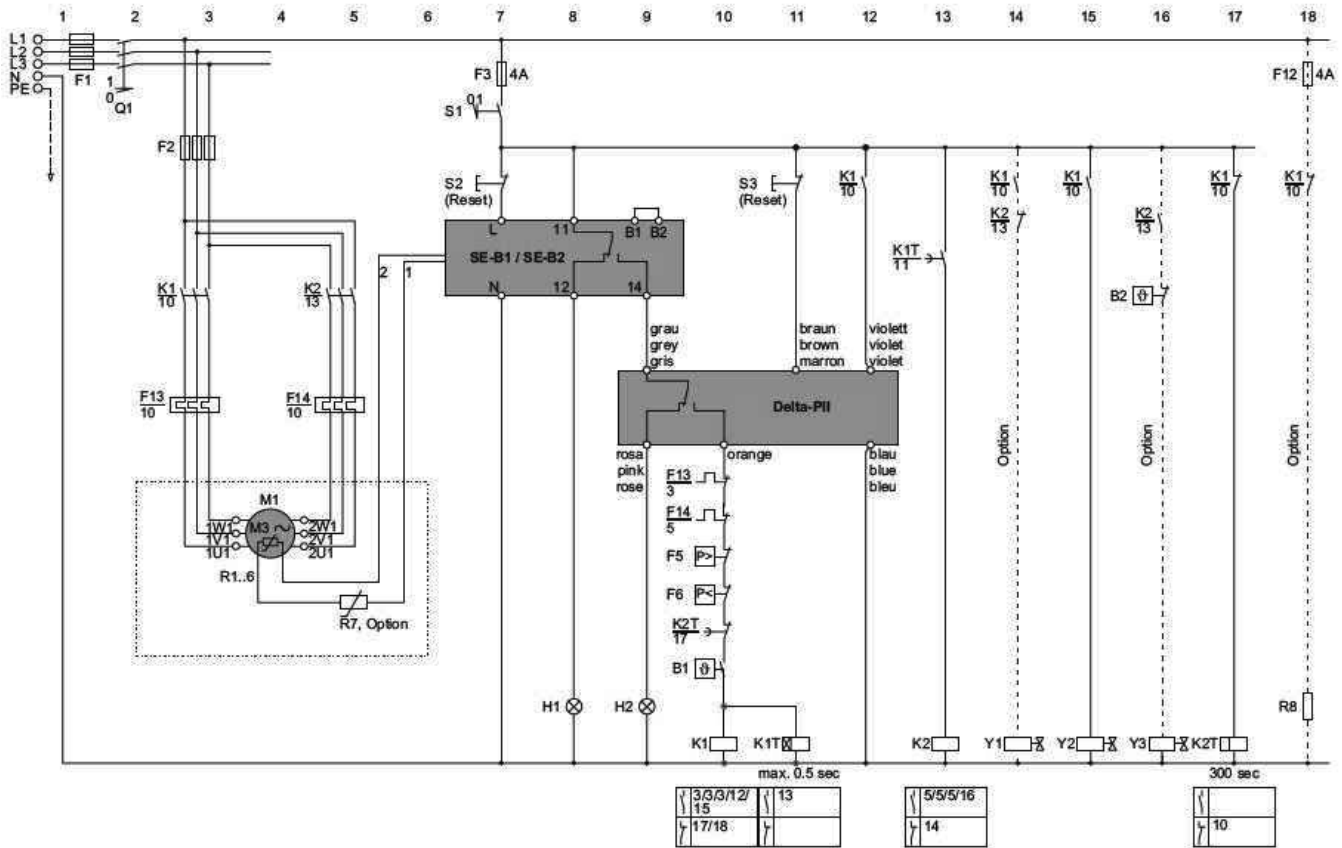 1 2 3 4 5 6 7 8 9 10 11 12 13 14 15 16 17 18
L1
L2
L3
N
PE
F1
1
0
Q1
F3 4A
F12 4A
S1 01
F2
S2
(Reset)
S3
(Reset)
K1
10
K1
10
K1
10
K1
10
K1
10
K2
13
K2
13
L 11 B1 B2
SE-B1 / SE-B2
N 12 14
2 1
K1T
11
B2 ϑ
K1
10
K2
13
grau
grey
gris
braun
brown
marron
violett
violet
violet
F13
10
F14
10
Delta-PII
rosa
pink
rose
orange
blau
blue
bleu
Option
Option
Option
F13
3
F14
5
F5 P>
F6 P<
K2T
17
B1 ϑ
M1
M3 ~
1W1
1V1
1U1
2W1
2V1
2U1
R1..6
R7, Option
H1
H2
R8
K1
K1T
K2
Y1
Y2
Y3
K2T
max. 0.5 sec
300 sec
3/3/3/12/
15
13
17/18
5/5/5/16
14
10